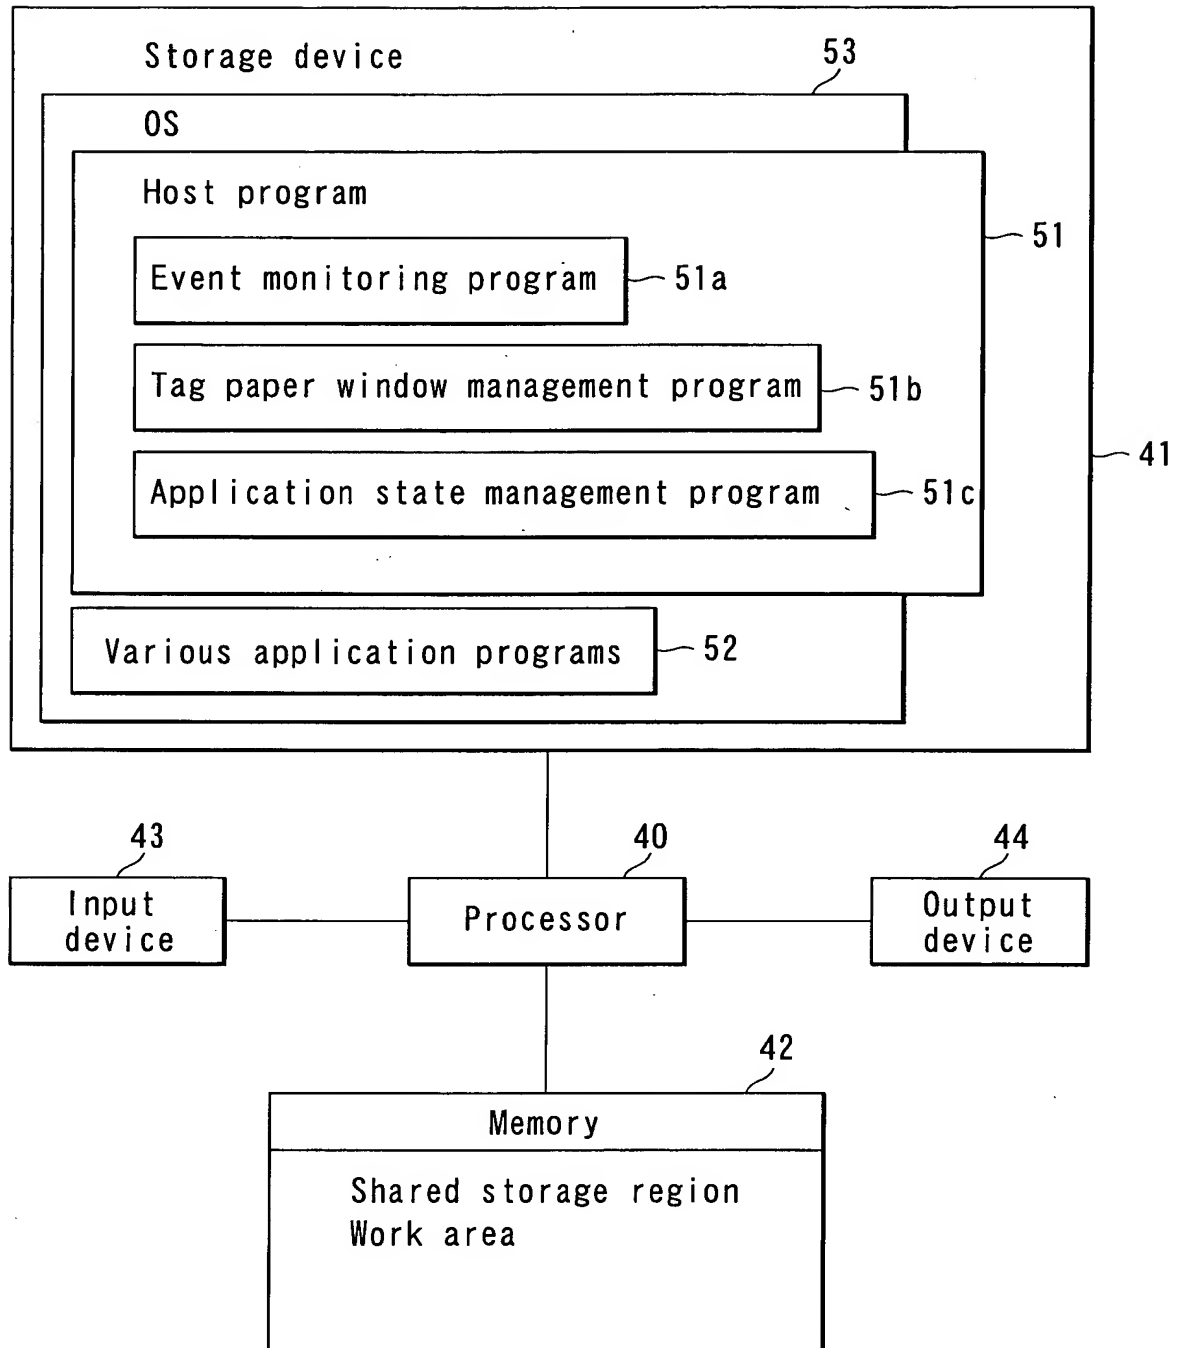 Storage device
53
OS
Host program
51
Event monitoring program
51a
Tag paper window management program
51b
41
Application state management program
51c
Various application programs
52
43
40
44
Input
device
Processor
Output
device
42
Memory
Shared storage region
Work area